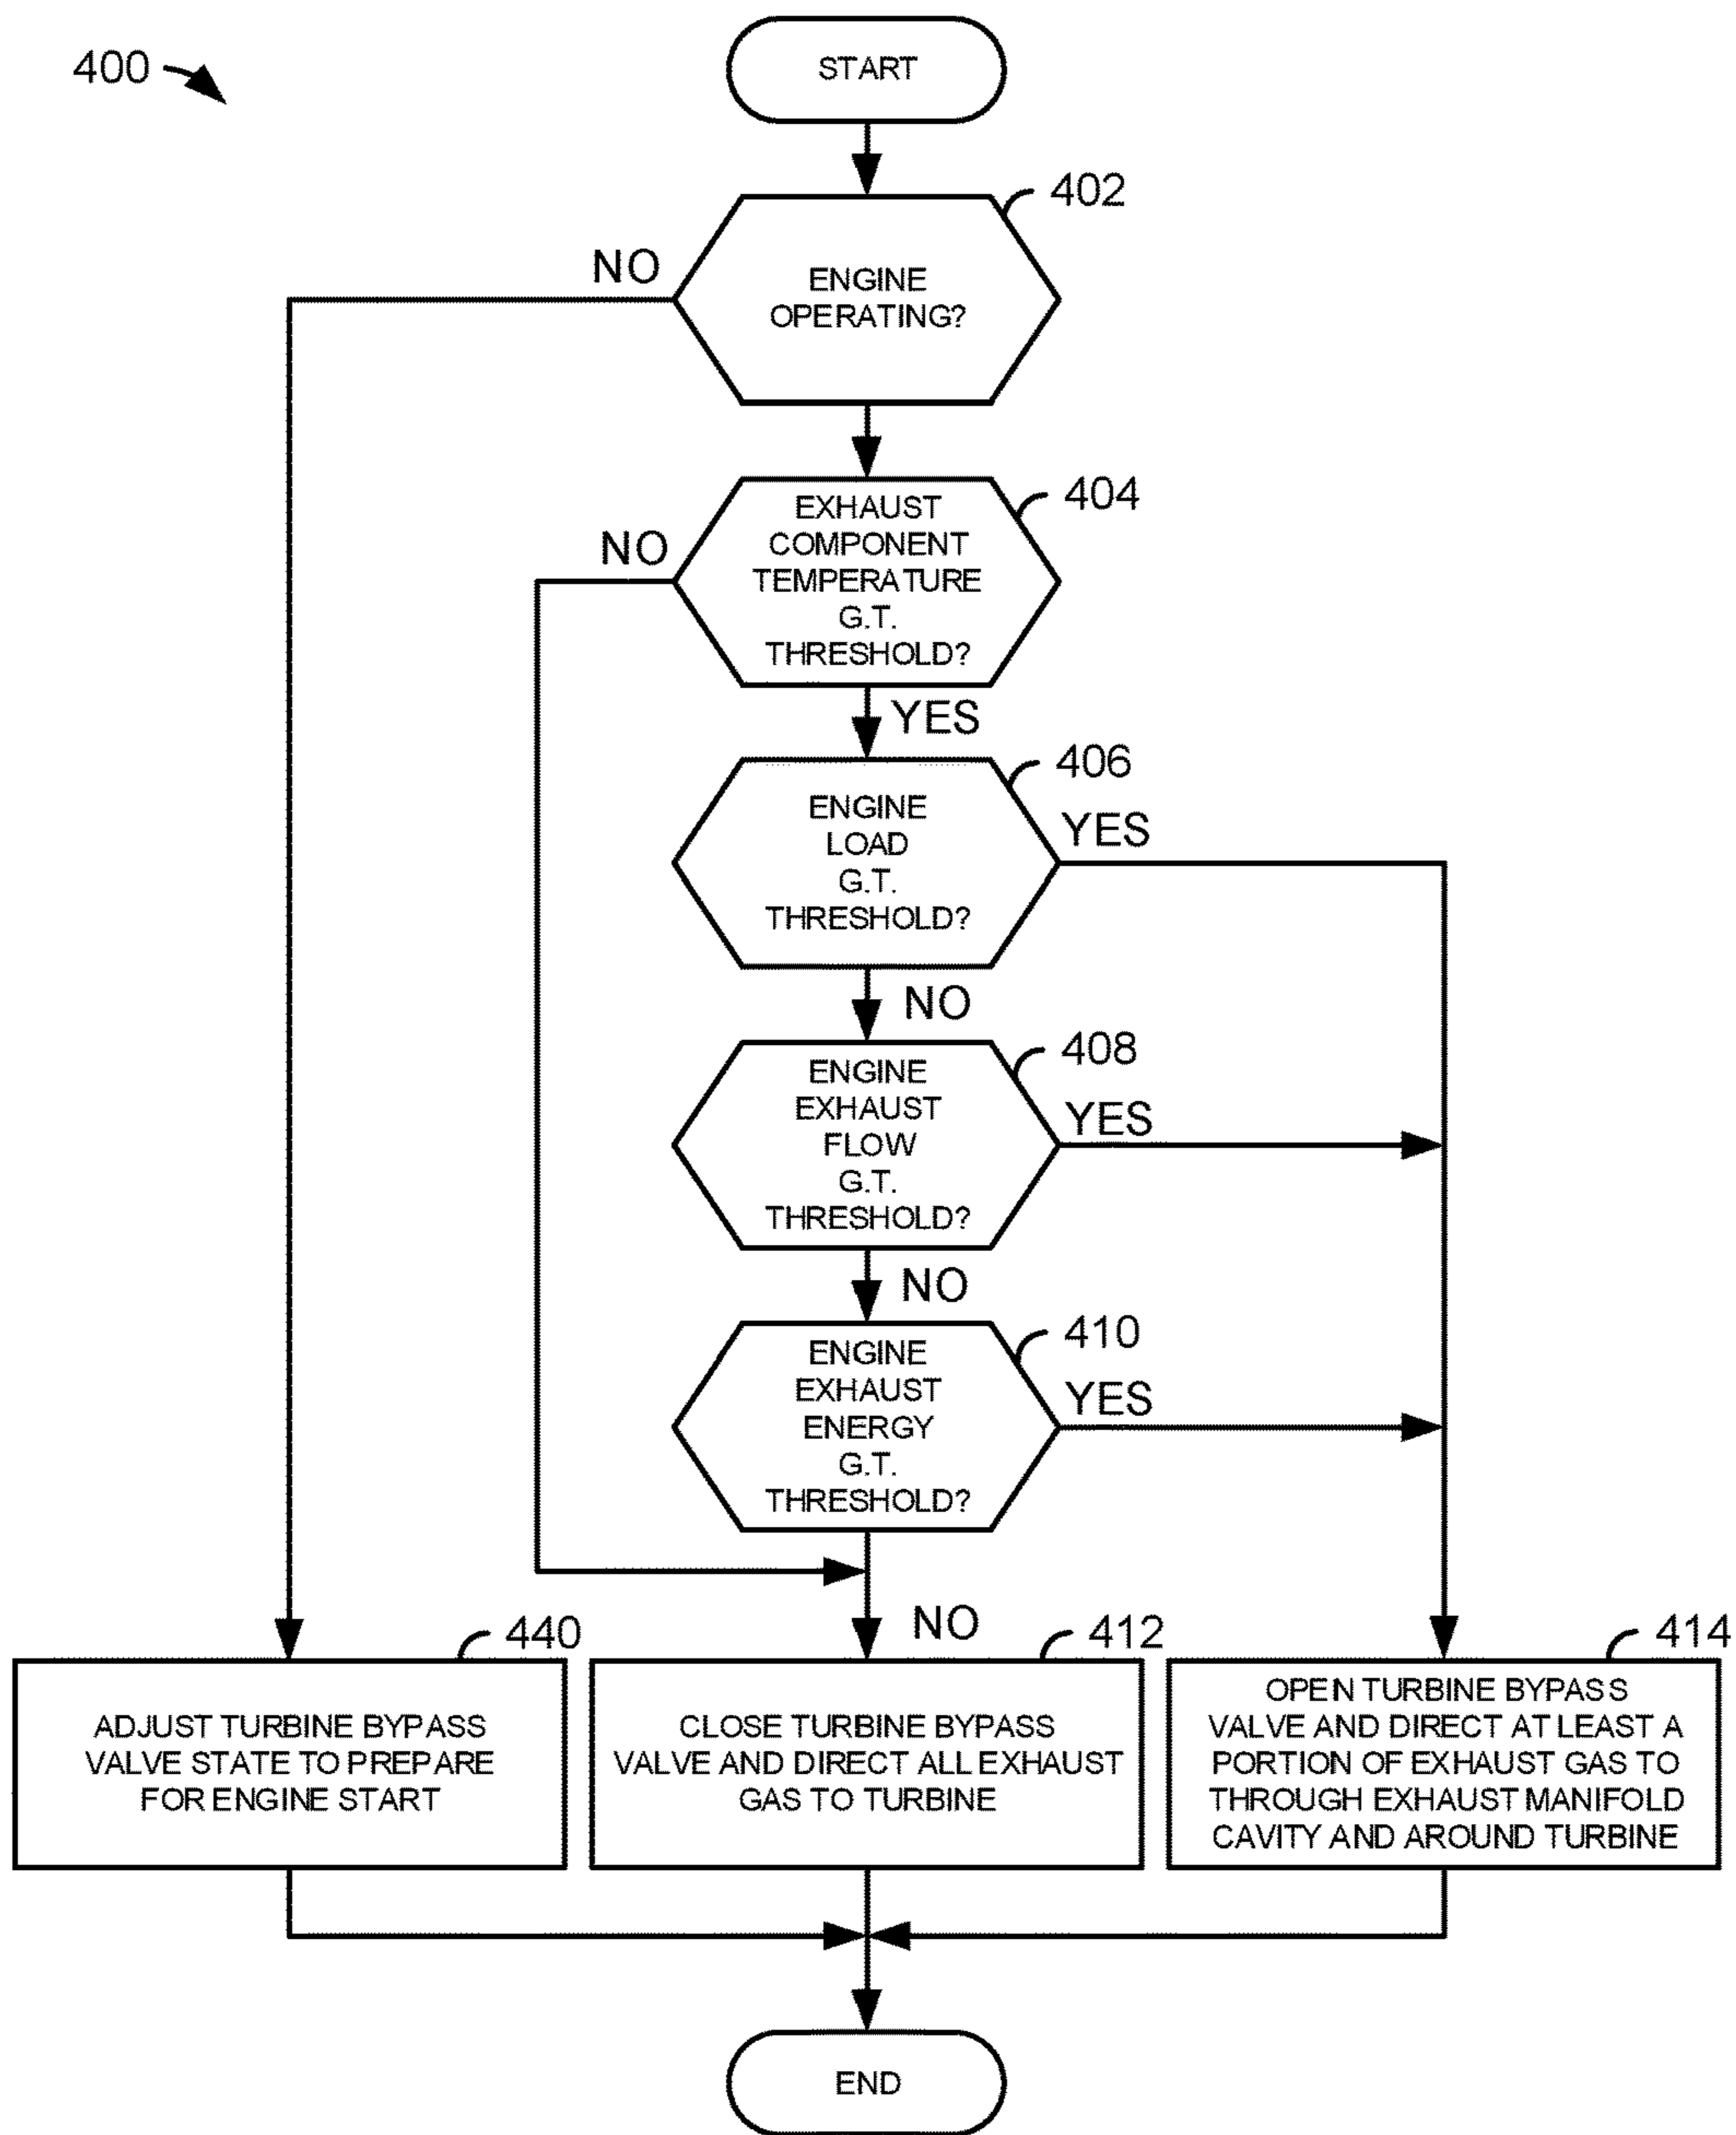 400
START
402
NO
ENGINE
OPERATING?
404
NO
EXHAUST
COMPONENT
TEMPERATURE
G.T.
THRESHOLD?
YES
406
ENGINE
LOAD
G.T.
THRESHOLD?
YES
NO
408
ENGINE
EXHAUST
FLOW
G.T.
THRESHOLD?
YES
NO
410
ENGINE
EXHAUST
ENERGY
G.T.
THRESHOLD?
YES
NO
440
ADJUST TURBINE BYPASS
VALVE STATE TO PREPARE
FOR ENGINE START
412
CLOSE TURBINE BYPASS
VALVE AND DIRECT ALL EXHAUST
GAS TO TURBINE
414
OPEN TURBINE BYPASS
VALVE AND DIRECT AT LEAST A
PORTION OF EXHAUST GAS TO
THROUGH EXHAUST MANIFOLD
CAVITY AND AROUND TURBINE
END